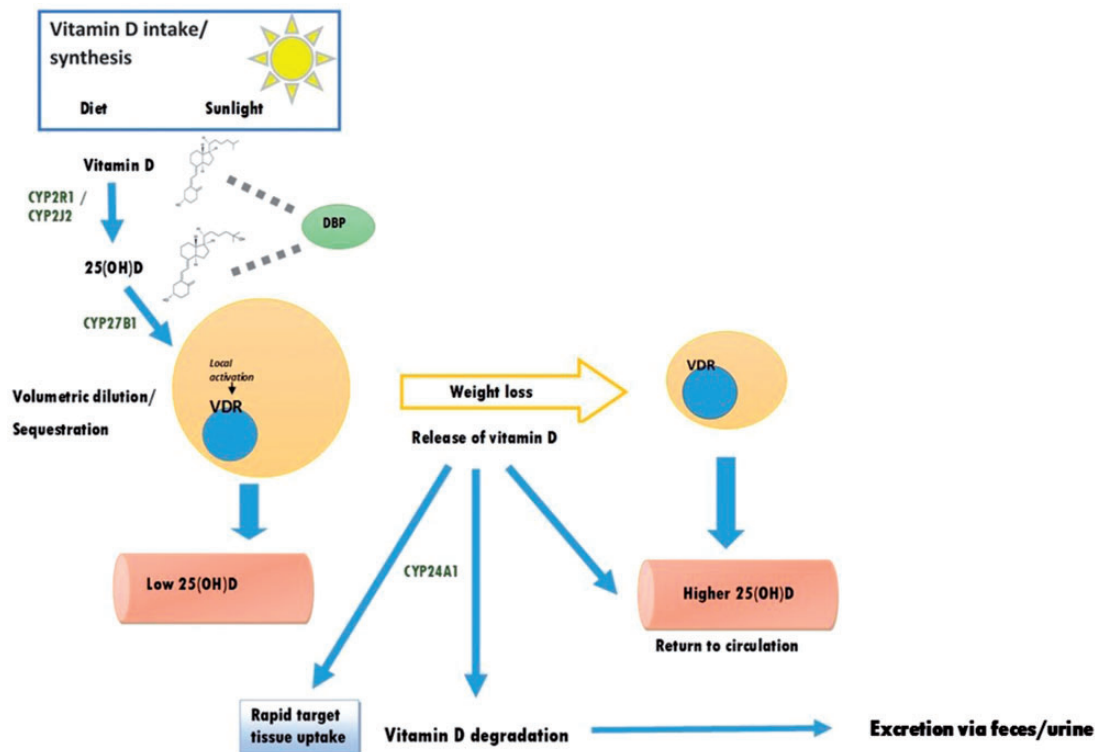 Vitamin D intake/
synthesis
Diet
Sunlight
Vitamin D
CYP2R1 /
CYP2J2
DBP
25(OH)D
CYP27B1
Local
activation
VDR
Volumetric dilution/
Sequestration
Weight loss
Release of vitamin D
VDR
CYP24A1
Low 25(OH)D
Higher 25(OH)D
Return to circulation
Rapid target
tissue uptake
Vitamin D degradation
Excretion via feces/urine